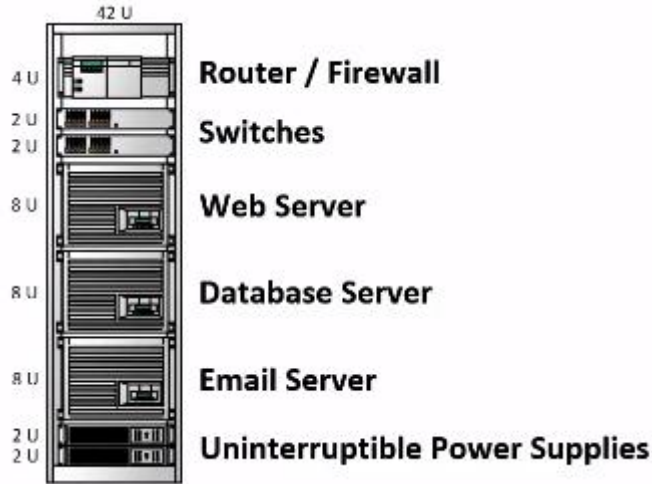 42 U
4 U Router / Firewall
2 U
Switches
2 U
8 U Web Server
8 U Database Server
8 U Email Server
2 U
Uninterruptible Power Supplies
2 U